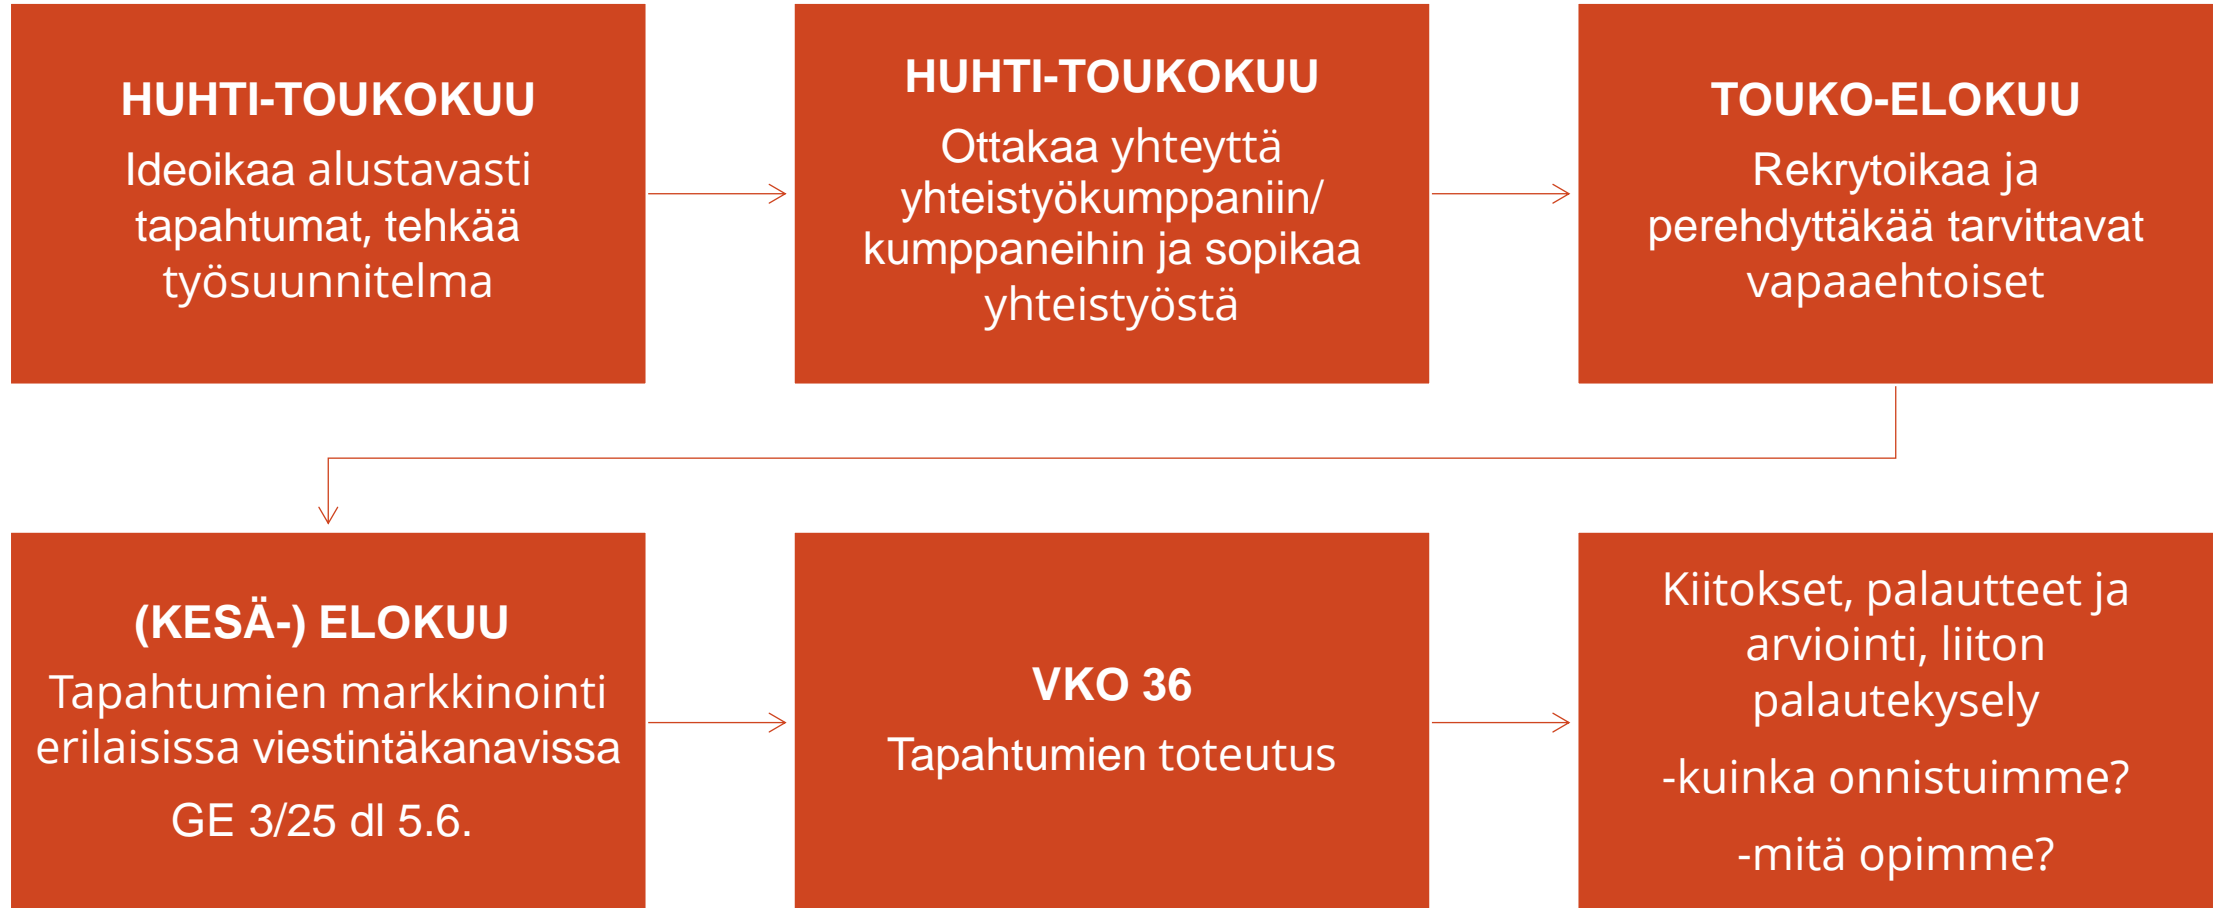 HUHTI-TOUKOKUU
Ideoikaa alustavasti
tapahtumat, tehkää
työsuunnitelma
HUHTI-TOUKOKUU
Ottakaa yhteyttä
yhteistyökumppaniin/
kumppaneihin ja sopikaa
yhteistyöstä
TOUKO-ELOKUU
Rekrytoikaa ja
perehdyttäkää tarvittavat
vapaaehtoiset
(KESÄ-) ELOKUU
Tapahtumien markkinointi
erilaisissa viestintäkanavissa
GE 3/25 dl 5.6.
VKO 36
Tapahtumien toteutus
Kiitokset, palautteet ja
arviointi, liiton
palautekysely
-kuinka onnistuimme?
-mitä opimme?